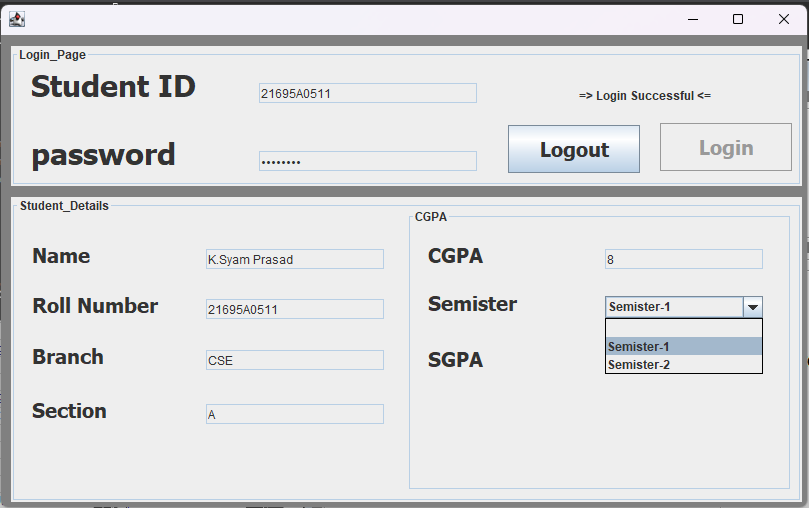 Login_Page
Student ID
21695A0511
=> Login Successful <=
password
••••••••
Logout
Login
Student_Details
Name
K.Syam Prasad
Roll Number
21695A0511
Branch
CSE
Section
A
CGPA
CGPA
8
Semister
Semister-1
Semister-1
Semister-2
SGPA